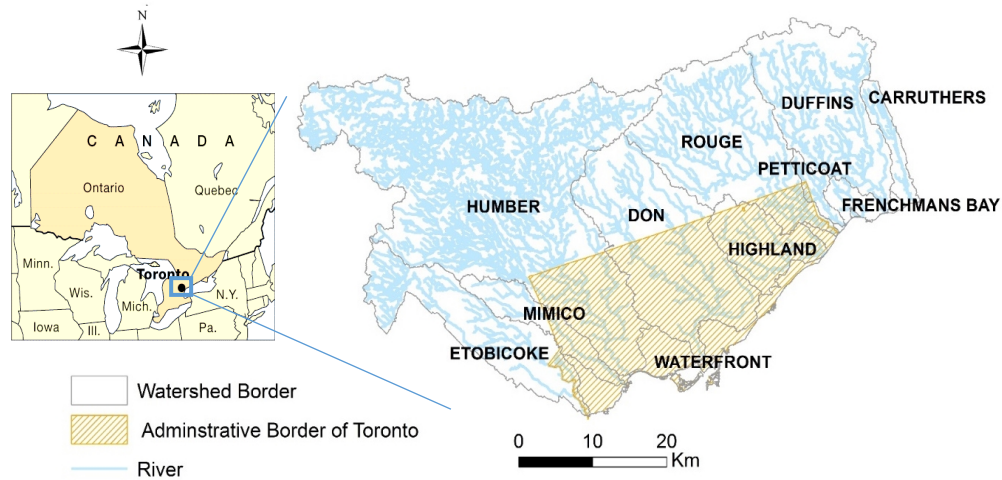 N
C A N A D A
Ontario
Quebec
Minn.
Toronto
Wis.
Mich.
N.Y.
Iowa
Ill.
Pa.
DUFFINS
CARRUTHERS
ROUGE
PETTICOAT
HUMBER
DON
FRENCHMANS BAY
HIGHLAND
MIMICO
ETOBICOKE
WATERFRONT
Watershed Border
Adminstrative Border of Toronto
River
0 10 20
Km